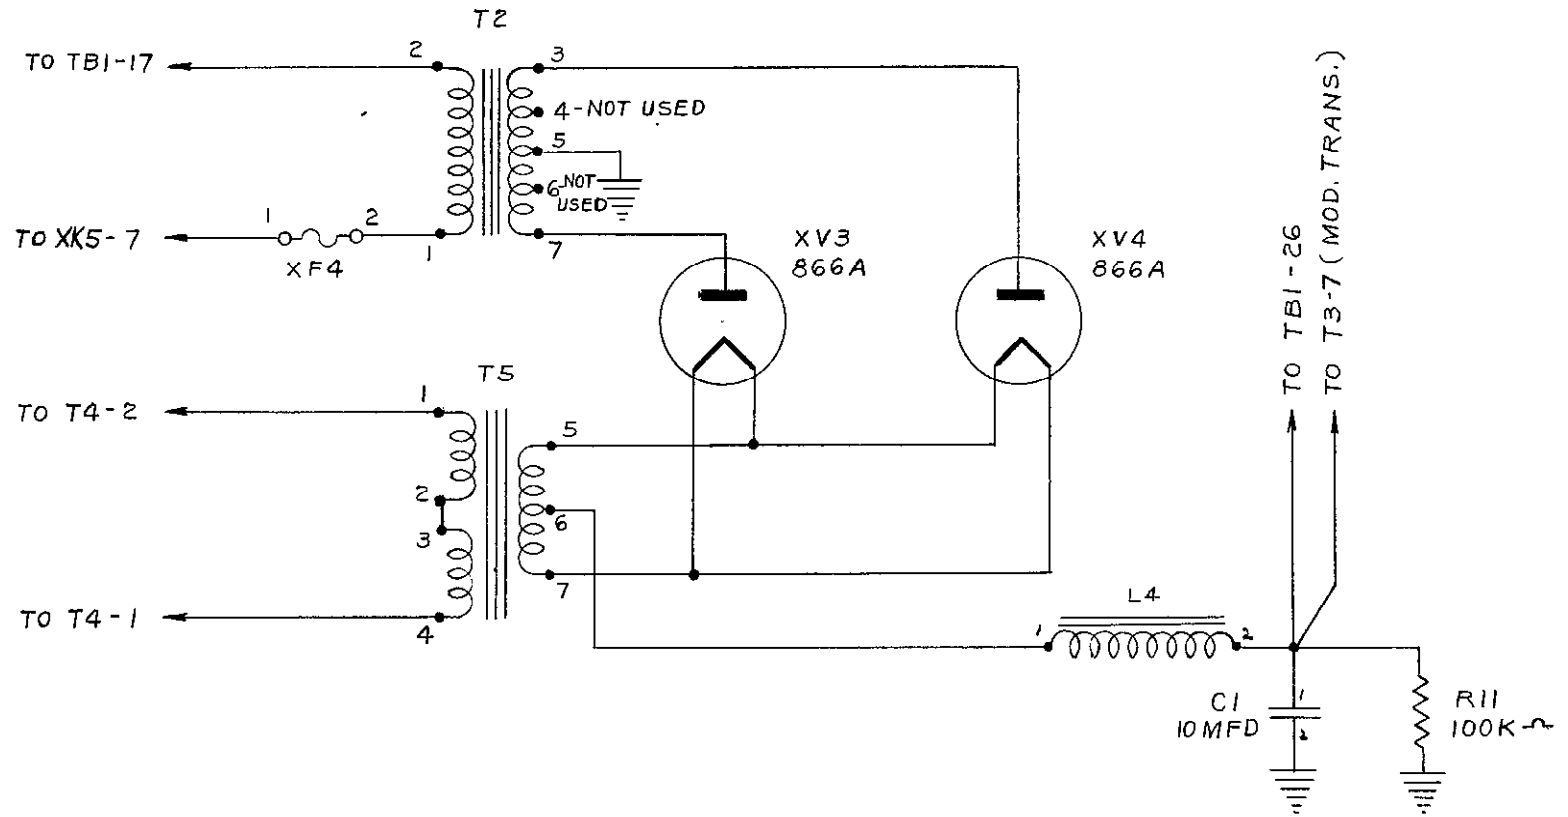 T2
TO TB1-17
2
3
4-NOT USED
5
6 NOT
USED
TO XK5-7
1
2
XF4
1
7
XV3
866A
XV4
866A
TO TB1-26
TO T3-7 (MOD. TRANS.)
T5
TO T4-2
1
5
2
6
3
7
TO T4-1
4
L4
1
2
C1
10MFD
1
2
R11
100K Ω